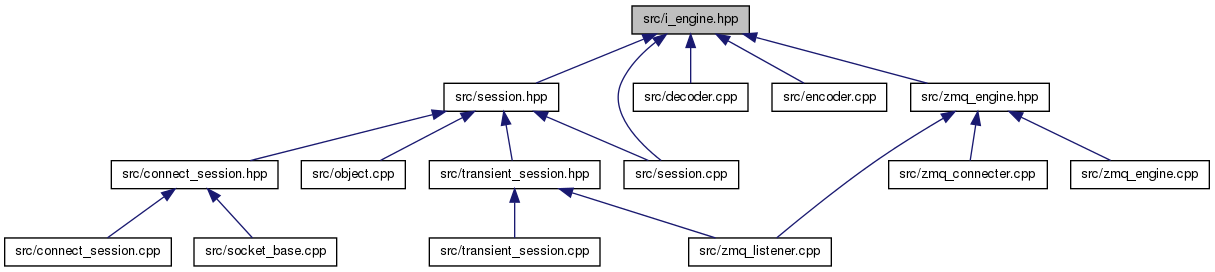 src/i_engine.hpp
src/session.hpp
src/decoder.cpp
src/encoder.cpp
src/zmq_engine.hpp
src/connect_session.hpp
src/object.cpp
src/transient_session.hpp
src/session.cpp
src/zmq_connecter.cpp
src/zmq_engine.cpp
src/connect_session.cpp
src/socket_base.cpp
src/transient_session.cpp
src/zmq_listener.cpp